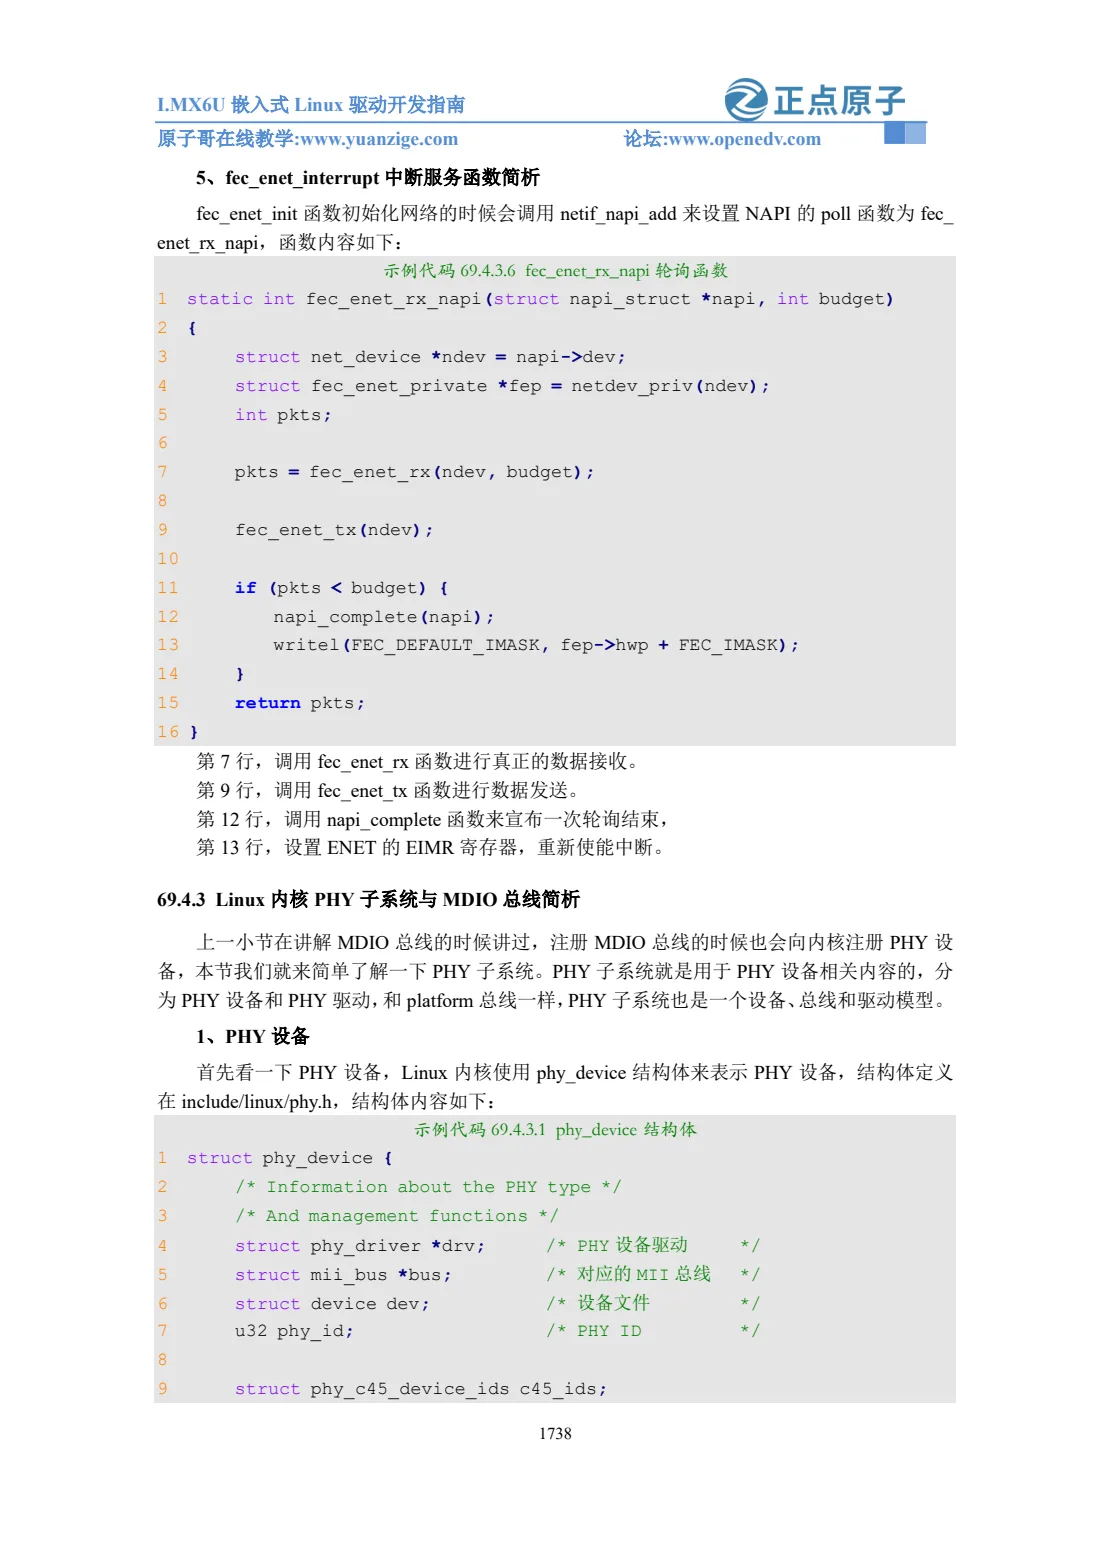 I.MX6U 嵌入式 Linux 驱动开发指南
正点原子
原子哥在线教学:www.yuanzige.com 论坛:www.openedv.com
5、fec_enet_interrupt 中断服务函数简析
fec_enet_init 函数初始化网络的时候会调用 netif_napi_add 来设置 NAPI 的 poll 函数为 fec_
enet_rx_napi，函数内容如下：
示例代码 69.4.3.6 fec_enet_rx_napi 轮询函数
1 static int fec_enet_rx_napi(struct napi_struct *napi, int budget)
2 {
3 struct net_device *ndev = napi->dev;
4 struct fec_enet_private *fep = netdev_priv(ndev);
5 int pkts;
6
7 pkts = fec_enet_rx(ndev, budget);
8
9 fec_enet_tx(ndev);
10
11 if (pkts < budget) {
12 napi_complete(napi);
13 writel(FEC_DEFAULT_IMASK, fep->hwp + FEC_IMASK);
14 }
15 return pkts;
16 }
第 7 行，调用 fec_enet_rx 函数进行真正的数据接收。
第 9 行，调用 fec_enet_tx 函数进行数据发送。
第 12 行，调用 napi_complete 函数来宣布一次轮询结束，
第 13 行，设置 ENET 的 EIMR 寄存器，重新使能中断。
69.4.3 Linux 内核 PHY 子系统与 MDIO 总线简析
上一小节在讲解 MDIO 总线的时候讲过，注册 MDIO 总线的时候也会向内核注册 PHY 设
备，本节我们就来简单了解一下 PHY 子系统。PHY 子系统就是用于 PHY 设备相关内容的，分
为 PHY 设备和 PHY 驱动，和 platform 总线一样，PHY 子系统也是一个设备、总线和驱动模型。
1、PHY 设备
首先看一下 PHY 设备，Linux 内核使用 phy_device 结构体来表示 PHY 设备，结构体定义
在 include/linux/phy.h，结构体内容如下：
示例代码 69.4.3.1 phy_device 结构体
1 struct phy_device {
2 /* Information about the PHY type */
3 /* And management functions */
4 struct phy_driver *drv; /* PHY 设备驱动 */
5 struct mii_bus *bus; /* 对应的 MII 总线 */
6 struct device dev; /* 设备文件 */
7 u32 phy_id; /* PHY ID */
8
9 struct phy_c45_device_ids c45_ids;
1738